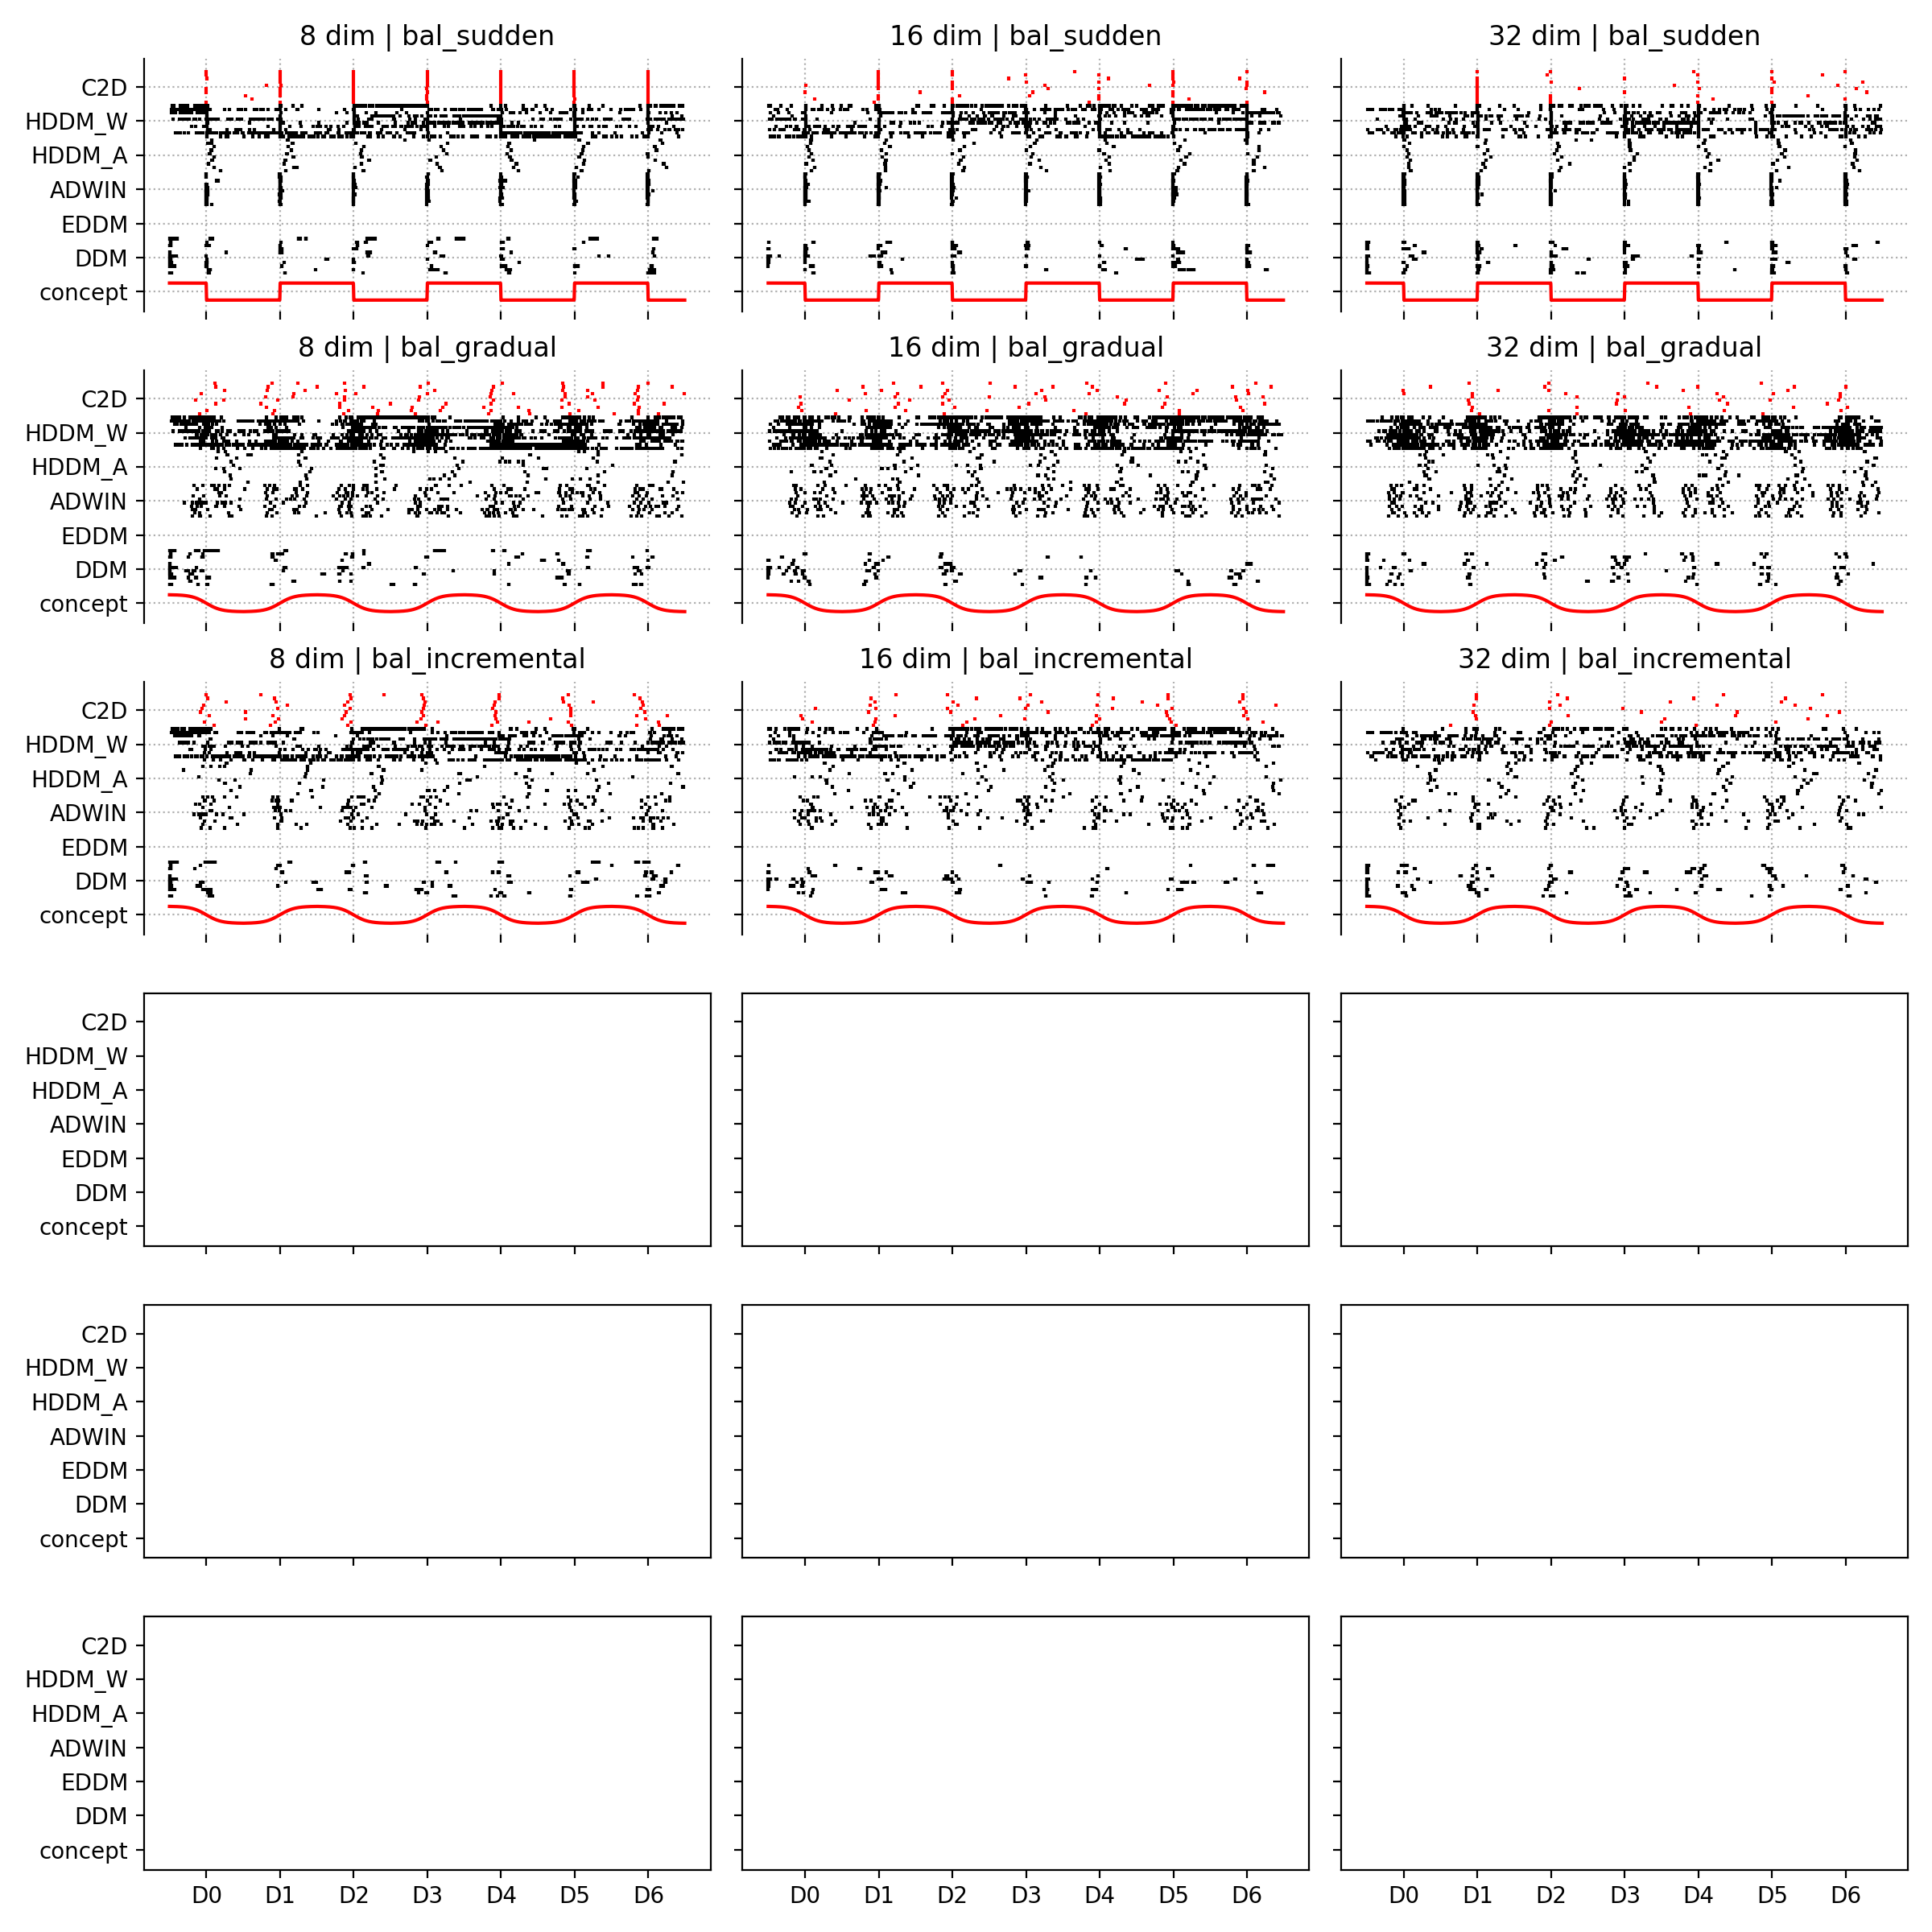 8 dim | bal_sudden
16 dim | bal_sudden
32 dim | bal_sudden
C2D
HDDM_W
HDDM_A
ADWIN
EDDM
DDM
concept
8 dim | bal_gradual
16 dim | bal_gradual
32 dim | bal_gradual
C2D
HDDM_W
HDDM_A
ADWIN
EDDM
DDM
concept
8 dim | bal_incremental
16 dim | bal_incremental
32 dim | bal_incremental
C2D
HDDM_W
HDDM_A
ADWIN
EDDM
DDM
concept
C2D
HDDM_W
HDDM_A
ADWIN
EDDM
DDM
concept
C2D
HDDM_W
HDDM_A
ADWIN
EDDM
DDM
concept
C2D
HDDM_W
HDDM_A
ADWIN
EDDM
DDM
concept
D0 D1 D2 D3 D4 D5 D6
D0 D1 D2 D3 D4 D5 D6
D0 D1 D2 D3 D4 D5 D6